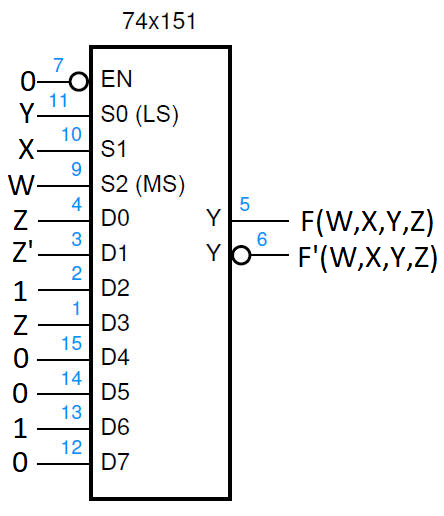 74x151
0 7 EN
Y 11 S0 (LS)
X 10 S1
W 9 S2 (MS)
Z 4 D0 Y 5 F(W,X,Y,Z)
Z' 3 D1 Y 6 F'(W,X,Y,Z)
1 2 D2
Z 1 D3
0 15 D4
0 14 D5
1 13 D6
0 12 D7